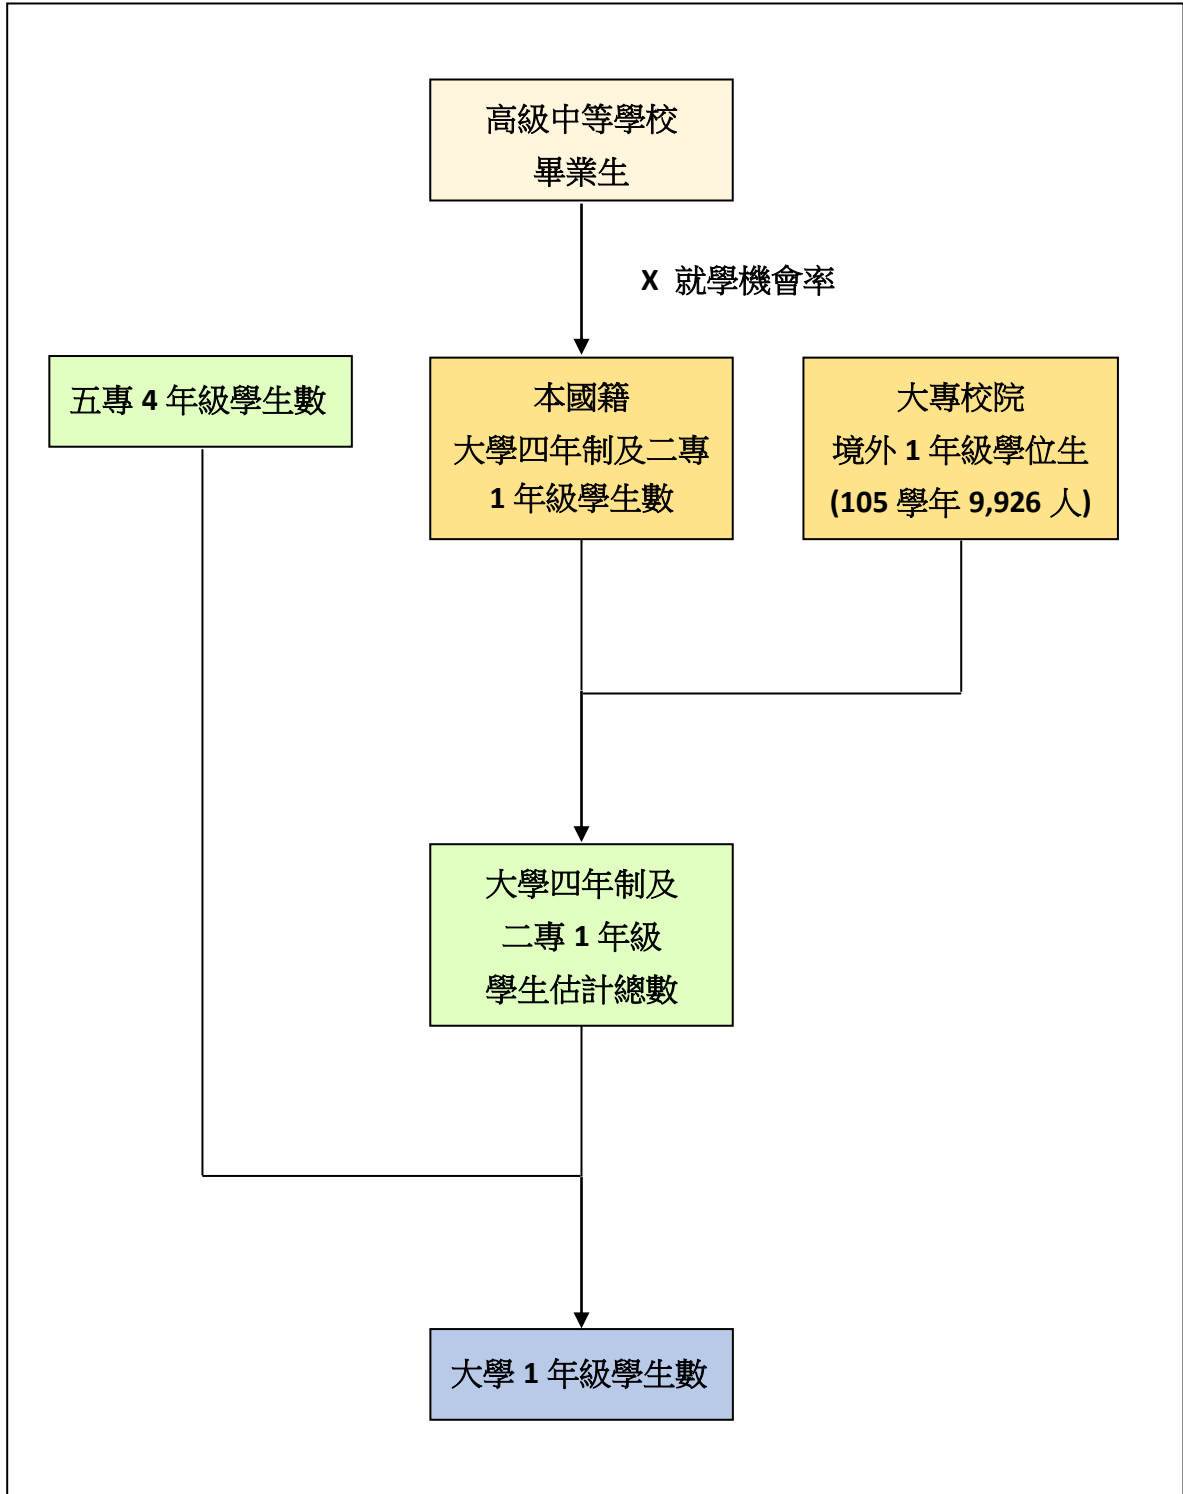 高級中等學校
畢業生
X 就學機會率
五專 4 年級學生數
本國籍
大學四年制及二專
1 年級學生數
大專校院
境外 1 年級學位生
(105 學年 9,926 人)
大學四年制及
二專 1 年級
學生估計總數
大學 1 年級學生數